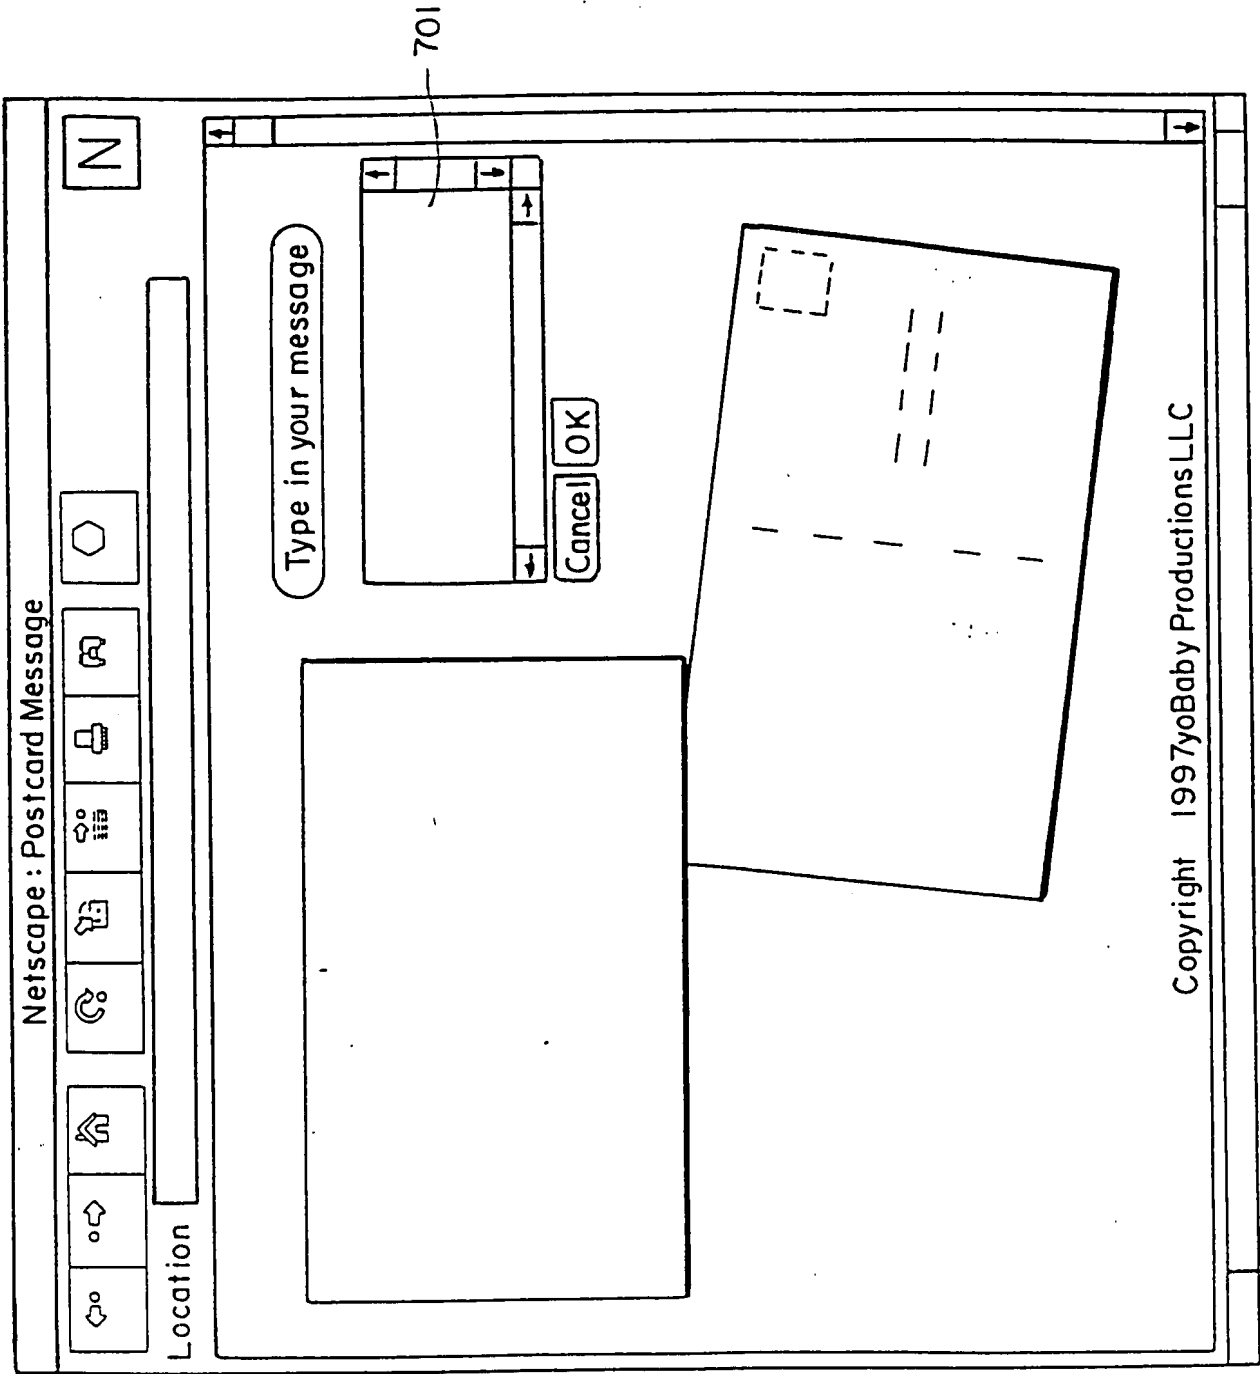 Netscape : Postcard Message
N
Location
Type in your message
701
Cancel OK
Copyright 1997yoBaby Productions LLC